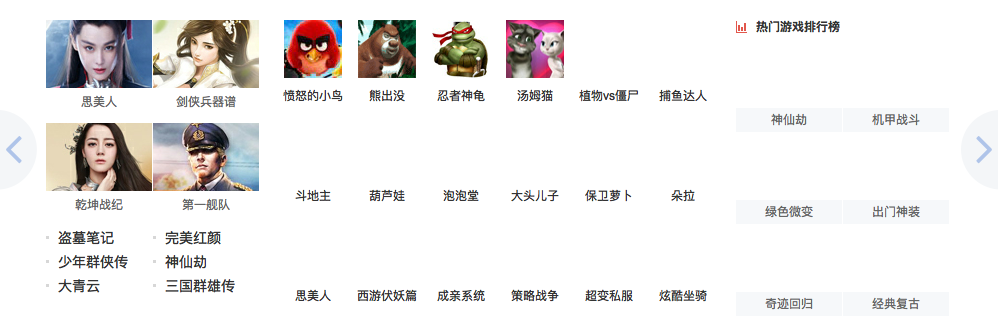 思美人
剑侠兵器谱
乾坤战纪
第一舰队
盗墓笔记
完美红颜
少年群侠传
神仙劫
大青云
三国群雄传
愤怒的小鸟
熊出没
忍者神龟
汤姆猫
植物vs僵尸
捕鱼达人
斗地主
葫芦娃
泡泡堂
大头儿子
保卫萝卜
朵拉
思美人
西游伏妖篇
成亲系统
策略战争
超变私服
炫酷坐骑
热门游戏排行榜
神仙劫
机甲战斗
绿色微变
出门神装
奇迹回归
经典复古